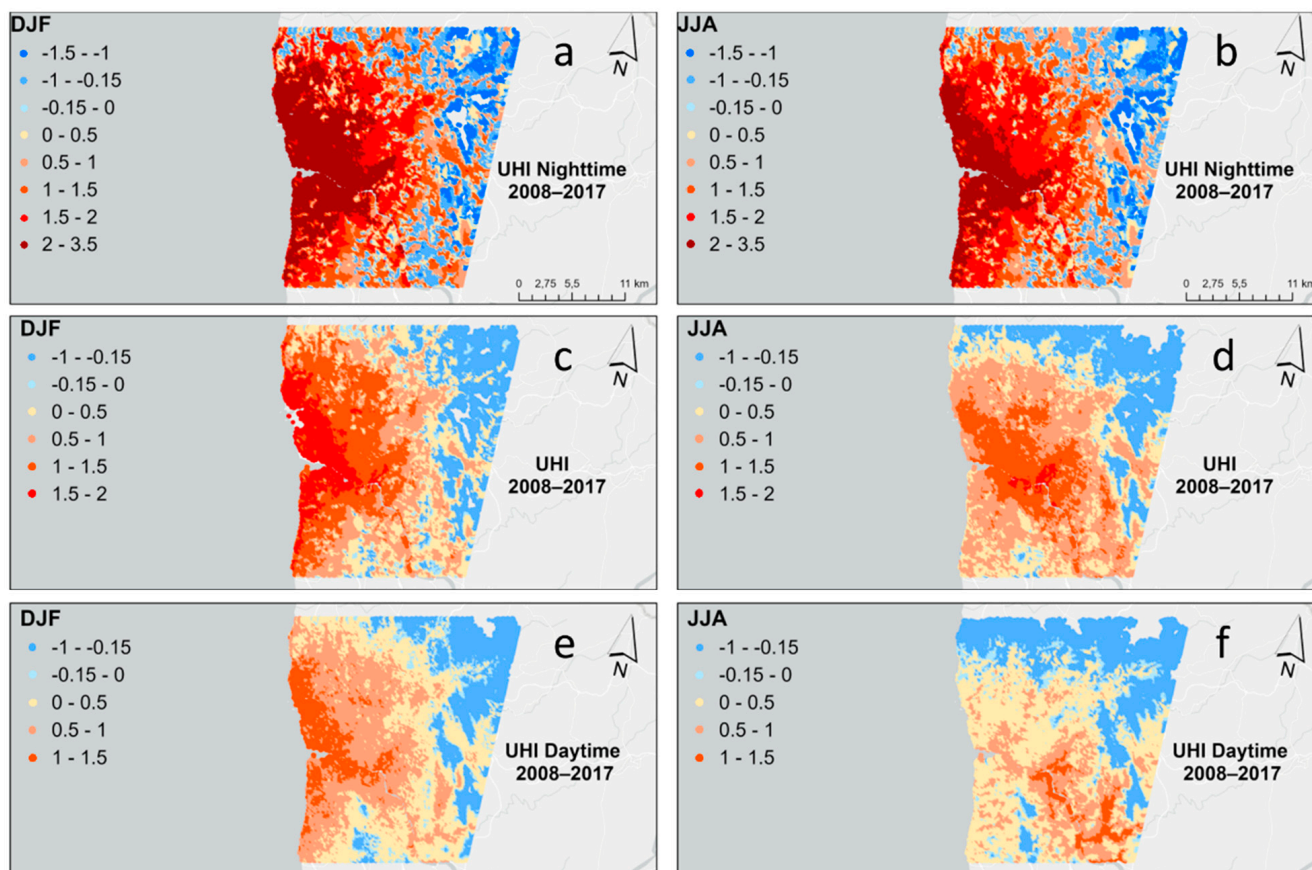 DJF
-1.5 - -1
-1 - -0.15
-0.15 - 0
0 - 0.5
0.5 - 1
1 - 1.5
1.5 - 2
2 - 3.5
a
N
UHI Nighttime
2008–2017
0 2,75 5,5 11 km
JJA
-1.5 - -1
-1 - -0.15
-0.15 - 0
0 - 0.5
0.5 - 1
1 - 1.5
1.5 - 2
2 - 3.5
b
N
UHI Nighttime
2008–2017
0 2,75 5,5 11 km
DJF
-1 - -0.15
-0.15 - 0
0 - 0.5
0.5 - 1
1 - 1.5
1.5 - 2
c
N
UHI
2008–2017
JJA
-1 - -0.15
-0.15 - 0
0 - 0.5
0.5 - 1
1 - 1.5
1.5 - 2
d
N
UHI
2008–2017
DJF
-1 - -0.15
-0.15 - 0
0 - 0.5
0.5 - 1
1 - 1.5
e
N
UHI Daytime
2008–2017
JJA
-1 - -0.15
-0.15 - 0
0 - 0.5
0.5 - 1
1 - 1.5
f
N
UHI Daytime
2008–2017